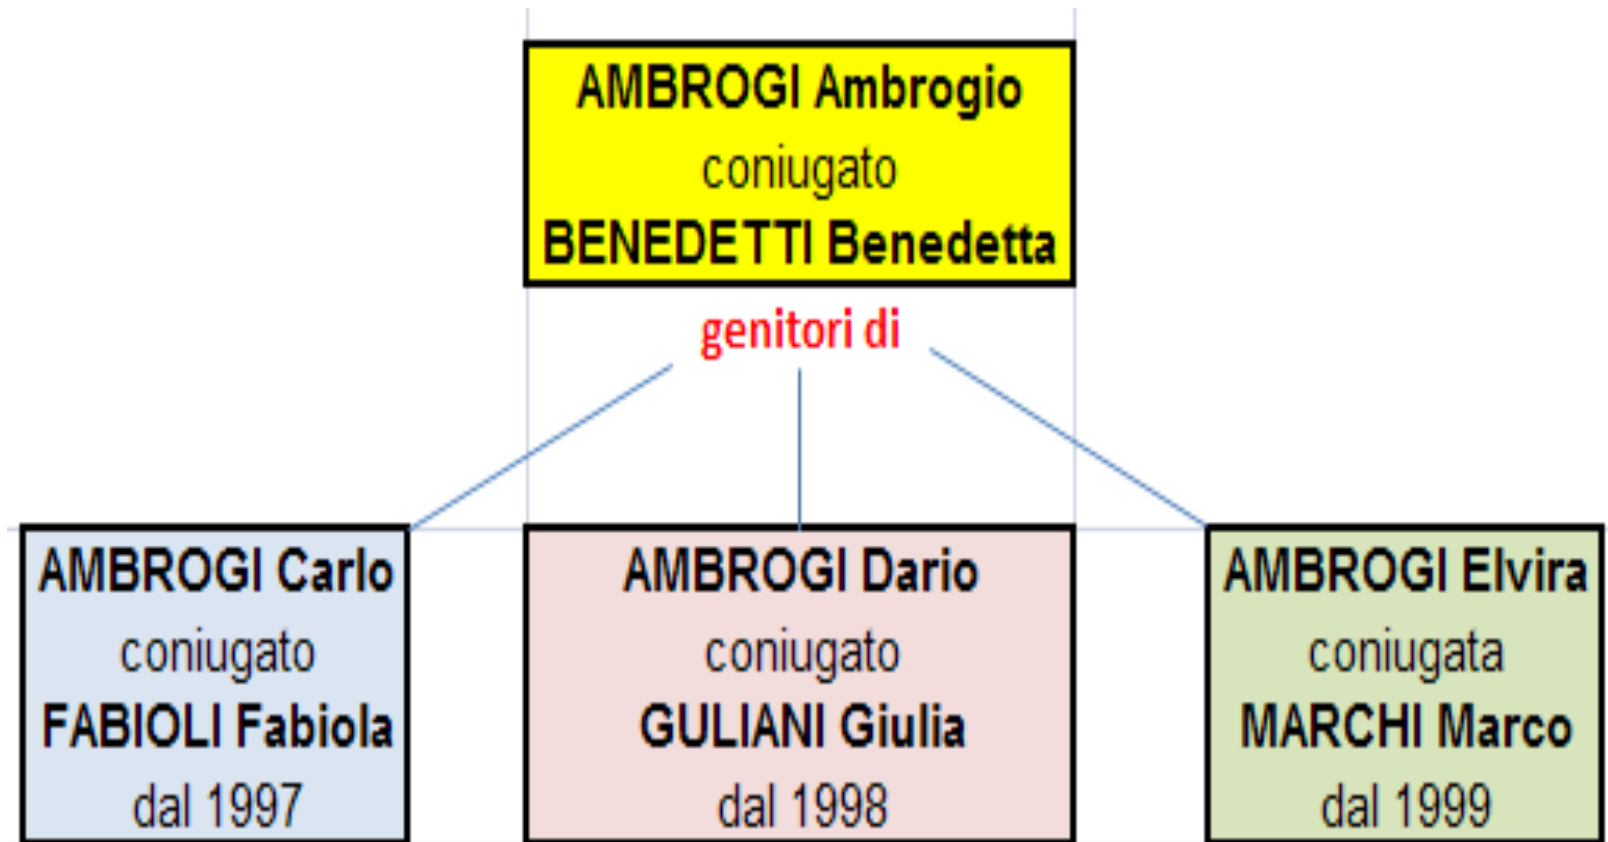 AMBROGI Ambrogio
coniugato
BENEDETTI Benedetta
genitori di
AMBROGI Carlo
coniugato
FABIOLI Fabiola
dal 1997
AMBROGI Dario
coniugato
GULIANI Giulia
dal 1998
AMBROGI Elvira
coniugata
MARCHI Marco
dal 1999